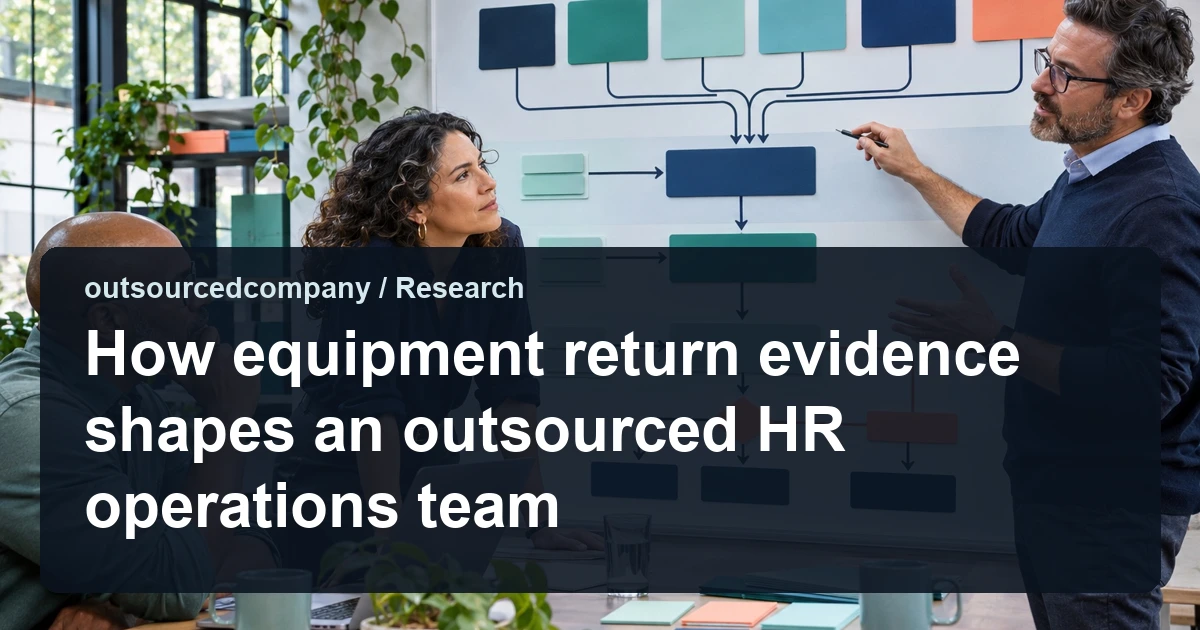 outsourcedcompany / Research
How equipment return evidence
shapes an outsourced HR
operations team